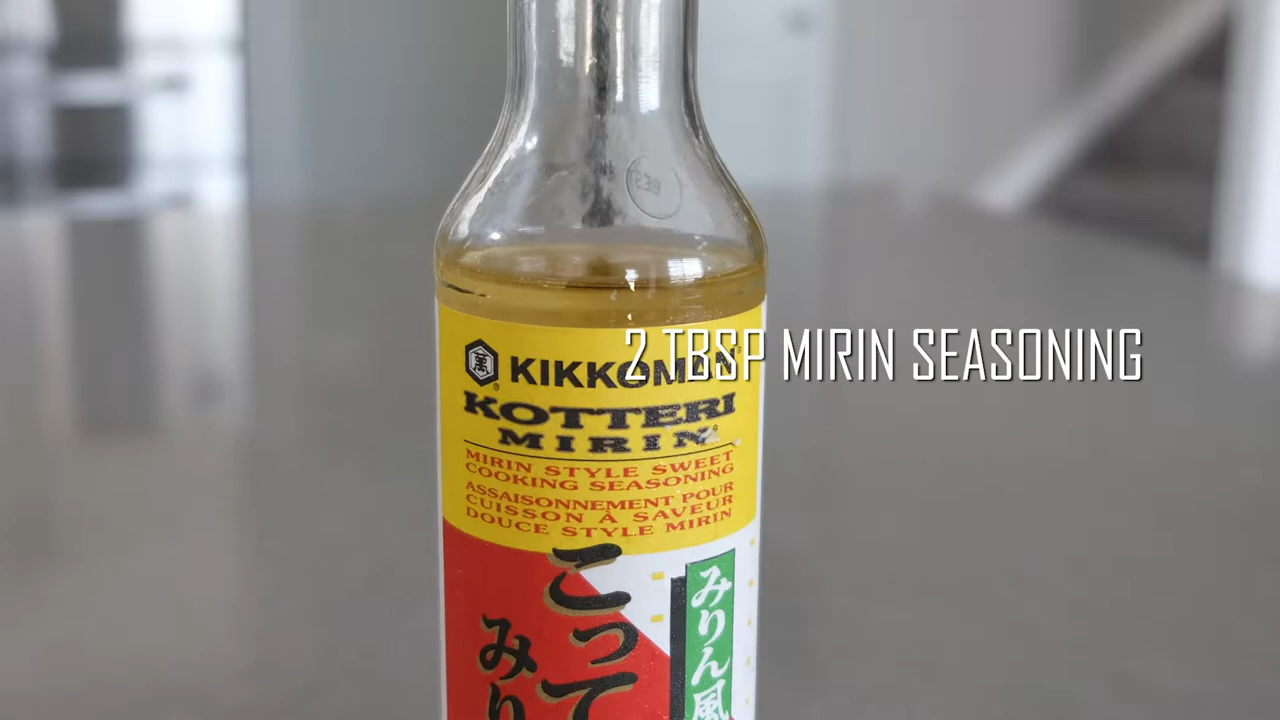 萬
KIKKOMAN
2 TBSP MIRIN SEASONING
KOTTERI
MIRIN
MIRIN STYLE SWEET
COOKING SEASONING
ASSAISONNEMENT POUR
CUISSON À SAVEUR
DOUCE STYLE MIRIN
こって
みり
みりん風